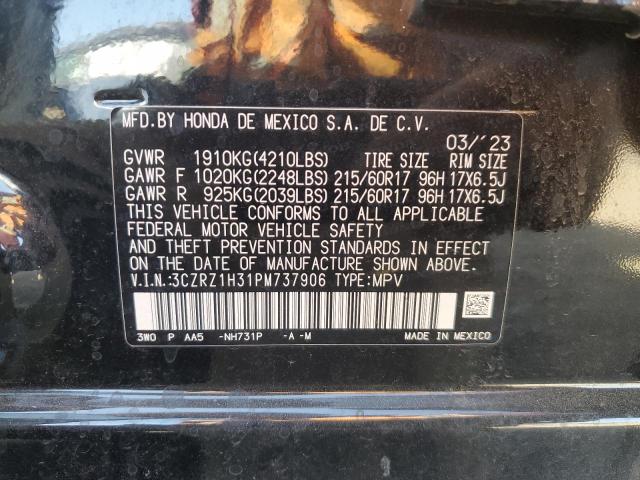 MFD.BY HONDA DE MEXICO S.A. DE C.V.
03/'23
GVWR 1910KG(4210LBS) TIRE SIZE RIM SIZE
GAWR F 1020KG(2248LBS) 215/60R17 96H 17X6.5J
GAWR R 925KG(2039LBS) 215/60R17 96H 17X6.5J
THIS VEHICLE CONFORMS TO ALL APPLICABLE
FEDERAL MOTOR VEHICLE SAFETY
AND THEFT PREVENTION STANDARDS IN EFFECT
ON THE DATE OF MANUFACTURE SHOWN ABOVE.
V.I.N.:3CZRZ1H31PM737906 TYPE:MPV
3W0 P AA5 -NH731P -A -M MADE IN MEXICO